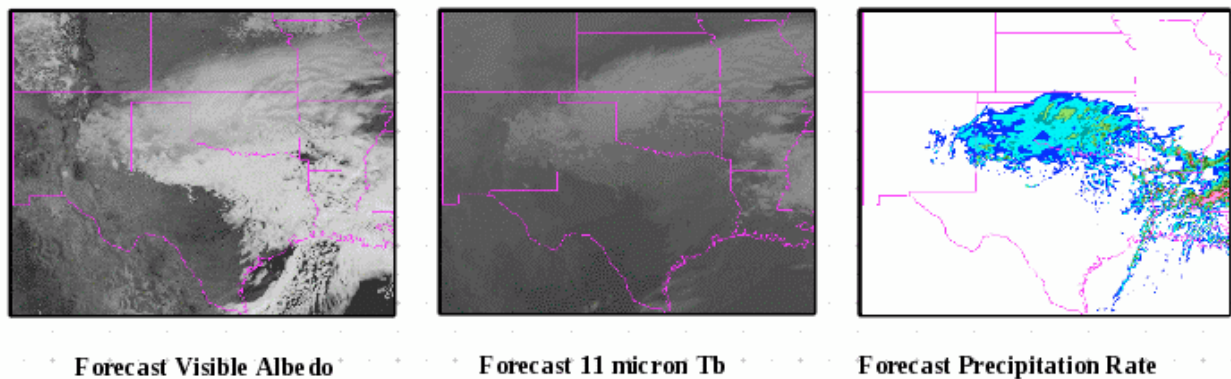 Forecast Visible Albedo
Forecast 11 micron Tb
Forecast Precipitation Rate